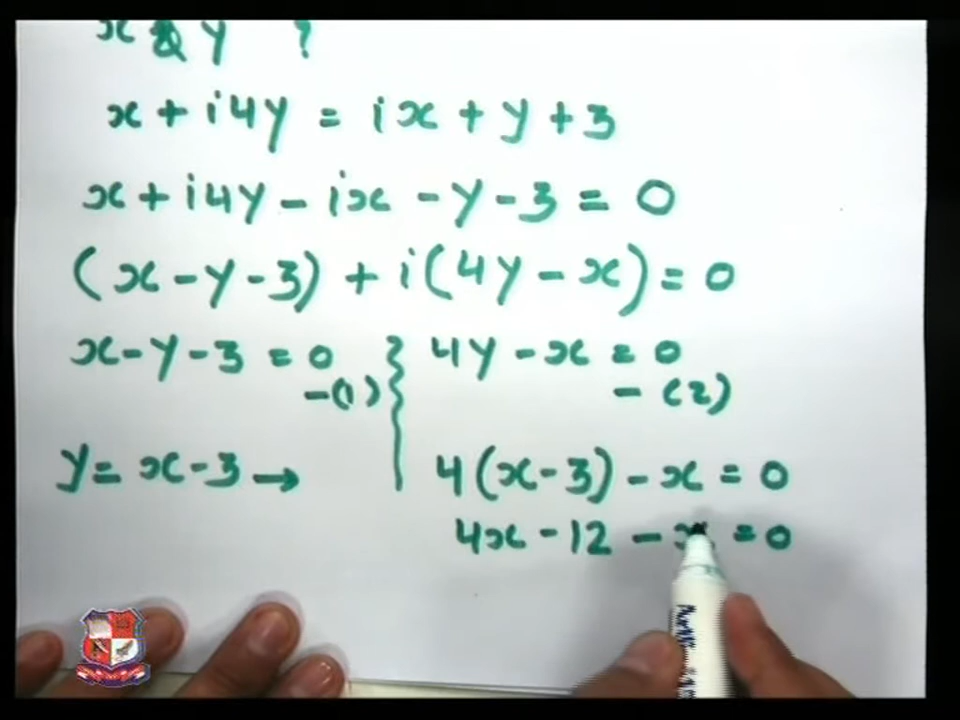 x & y ?
x + i4y = ix + y + 3
x + i4y - ix - y - 3 = 0
(x - y - 3) + i(4y - x) = 0
x - y - 3 = 0 -(1)
4y - x = 0 -(2)
y = x - 3 →
4(x - 3) - x = 0
4x - 12 - x = 0